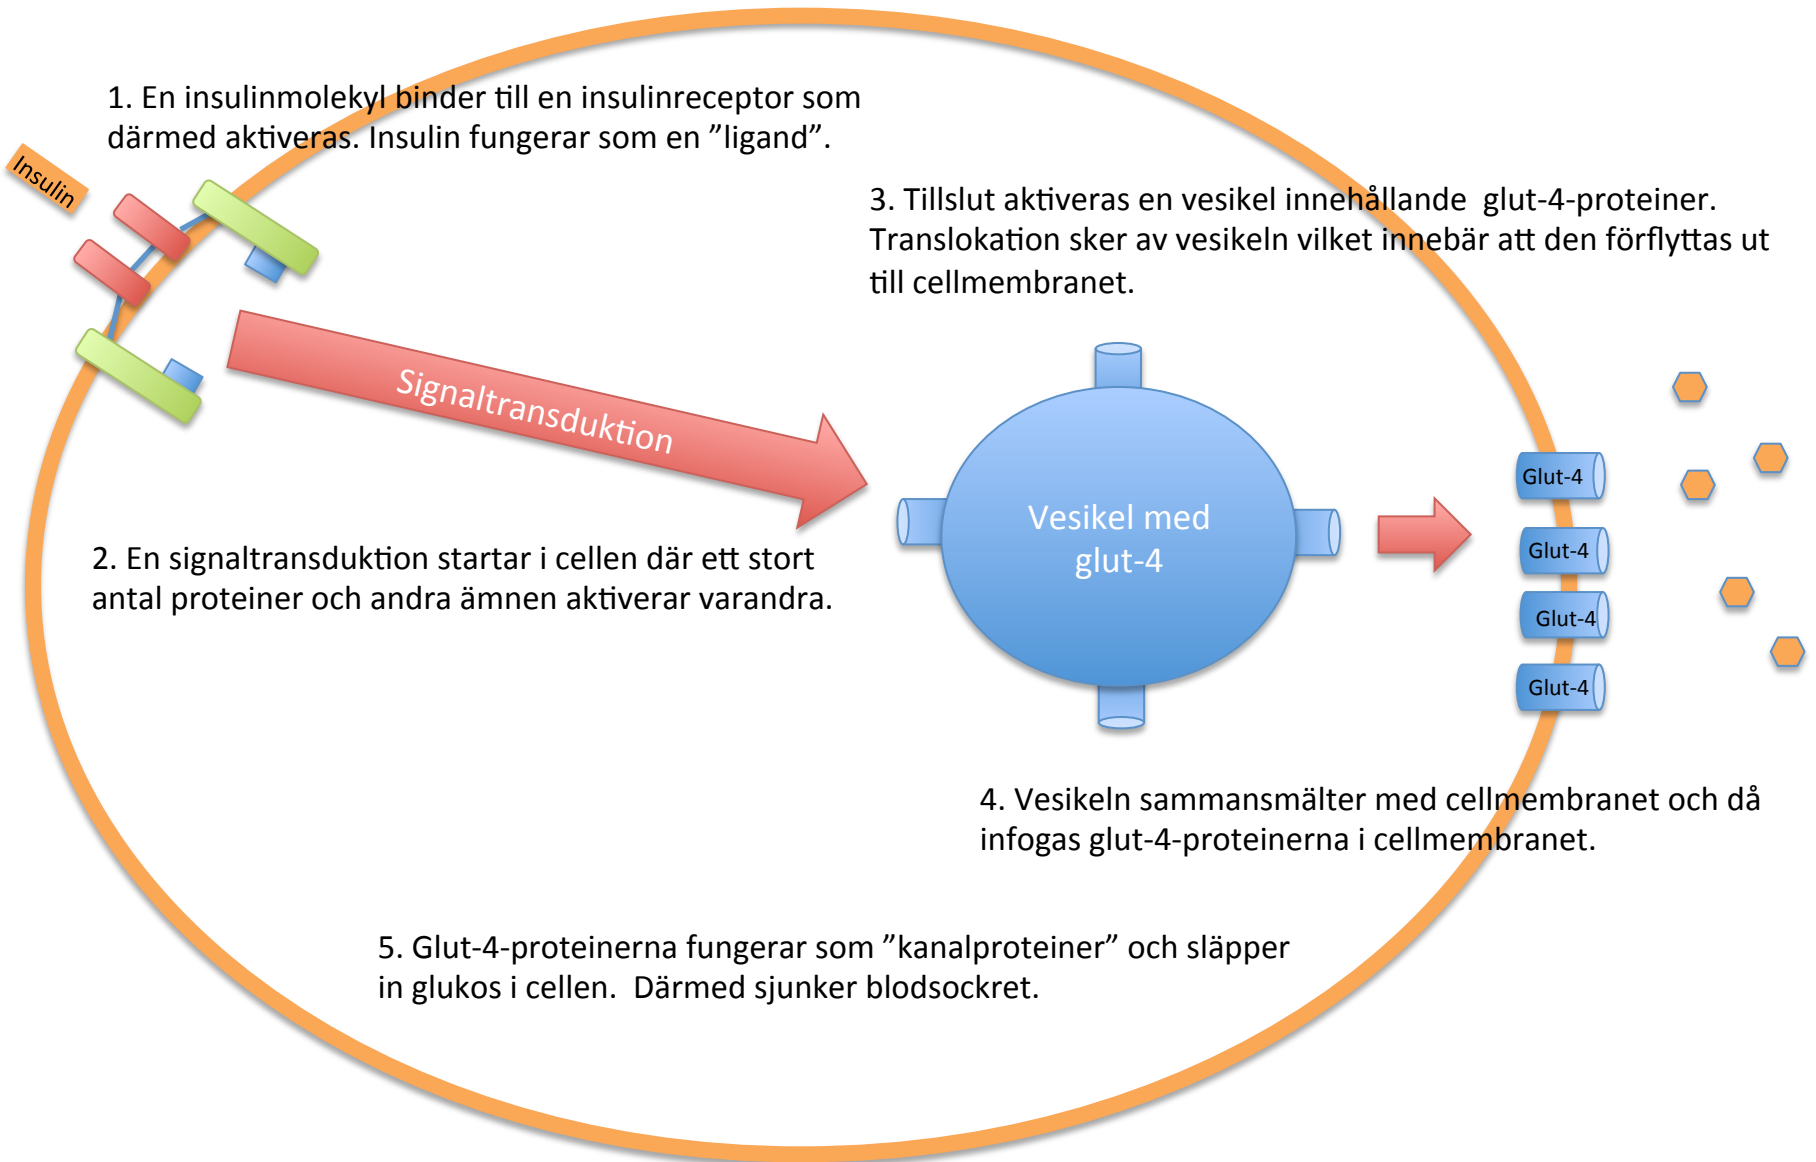 1. En insulinmolekyl binder till en insulinreceptor som
därmed aktiveras. Insulin fungerar som en ”ligand”.
Insulin
3. Tillslut aktiveras en vesikel innehållande  glut-4-proteiner.
Translokation sker av vesikeln vilket innebär att den förflyttas ut
till cellmembranet.
Signaltransduktion
Glut-4
Vesikel med
glut-4
Glut-4
2. En signaltransduktion startar i cellen där ett stort
antal proteiner och andra ämnen aktiverar varandra.
Glut-4
Glut-4
4. Vesikeln sammansmälter med cellmembranet och då
infogas glut-4-proteinerna i cellmembranet.
5. Glut-4-proteinerna fungerar som ”kanalproteiner” och släpper
in glukos i cellen.  Därmed sjunker blodsockret.